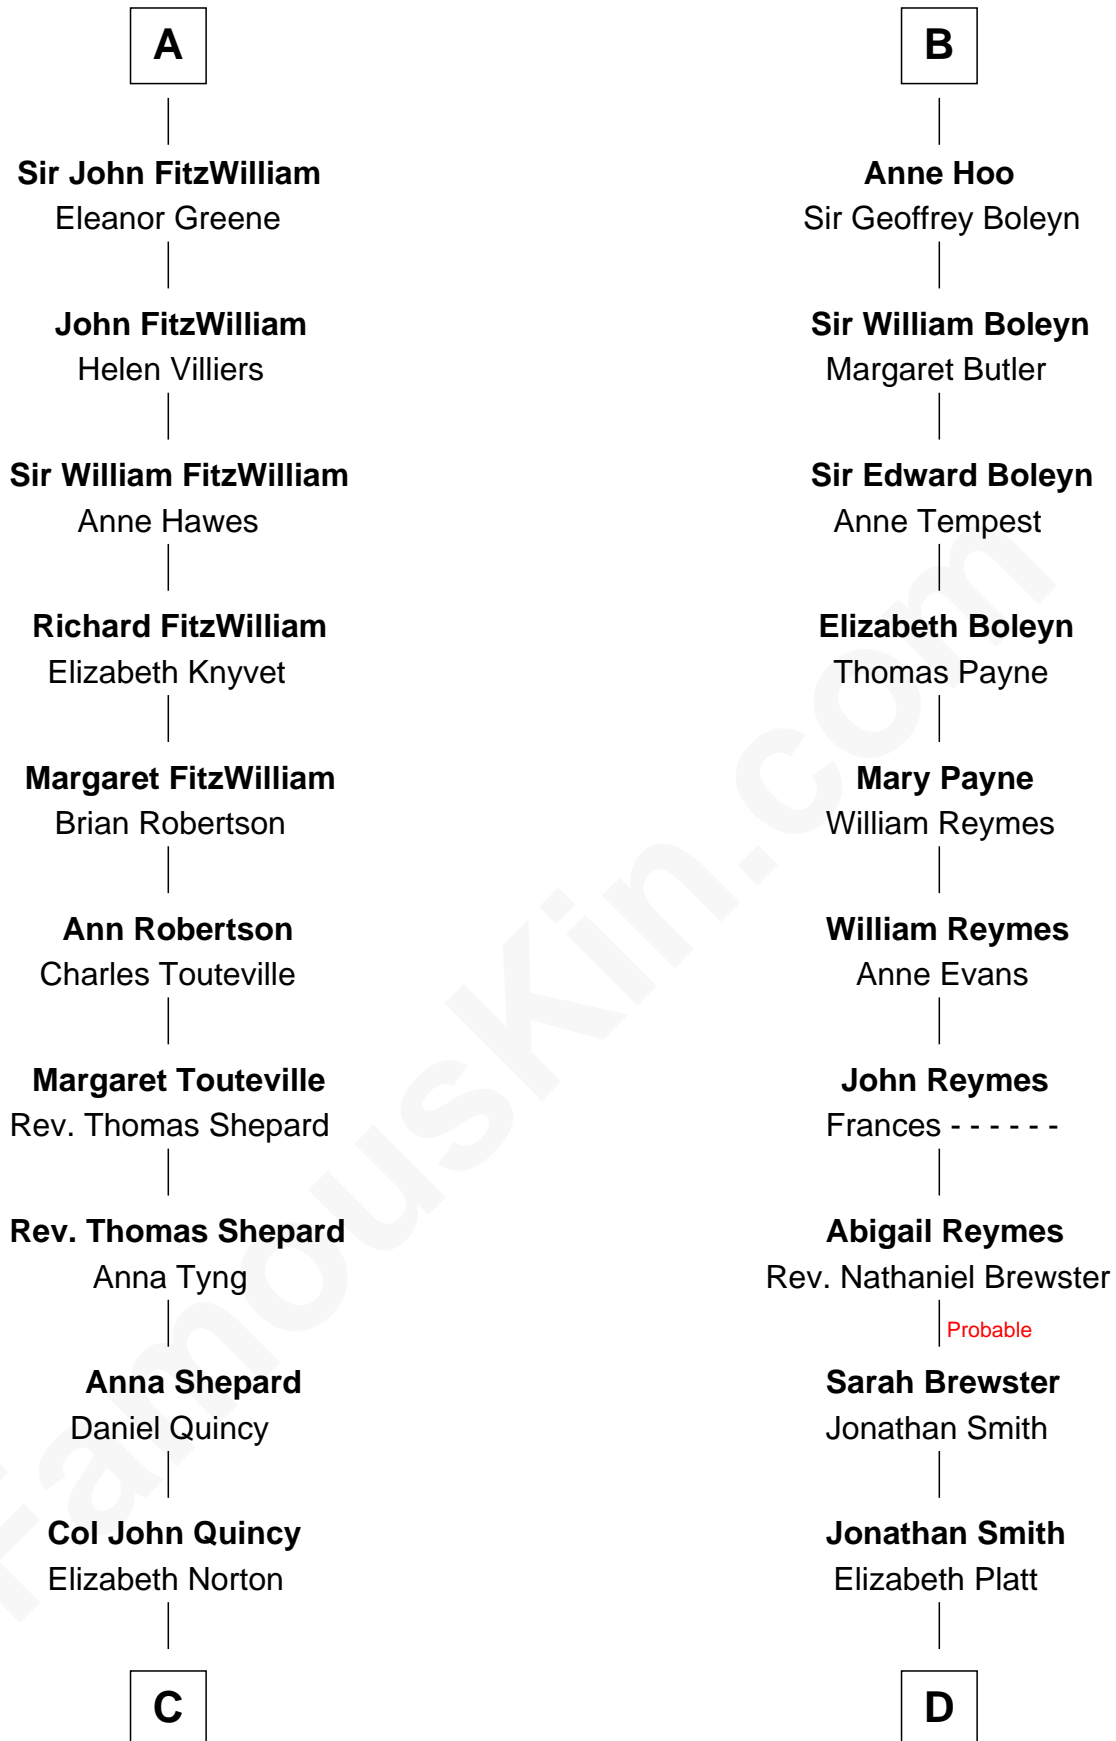 A
Sir John FitzWilliam
Eleanor Greene
John FitzWilliam
Helen Villiers
Sir William FitzWilliam
Anne Hawes
Richard FitzWilliam
Elizabeth Knyvet
Margaret FitzWilliam
Brian Robertson
Ann Robertson
Charles Touteville
Margaret Touteville
Rev. Thomas Shepard
Rev. Thomas Shepard
Anna Tyng
Anna Shepard
Daniel Quincy
Col John Quincy
Elizabeth Norton
C
B
Anne Hoo
Sir Geoffrey Boleyn
Sir William Boleyn
Margaret Butler
Sir Edward Boleyn
Anne Tempest
Elizabeth Boleyn
Thomas Payne
Mary Payne
William Reymes
William Reymes
Anne Evans
John Reymes
Frances - - - - - -
Abigail Reymes
Rev. Nathaniel Brewster
Probable
Sarah Brewster
Jonathan Smith
Jonathan Smith
Elizabeth Platt
D
FamousKin.com